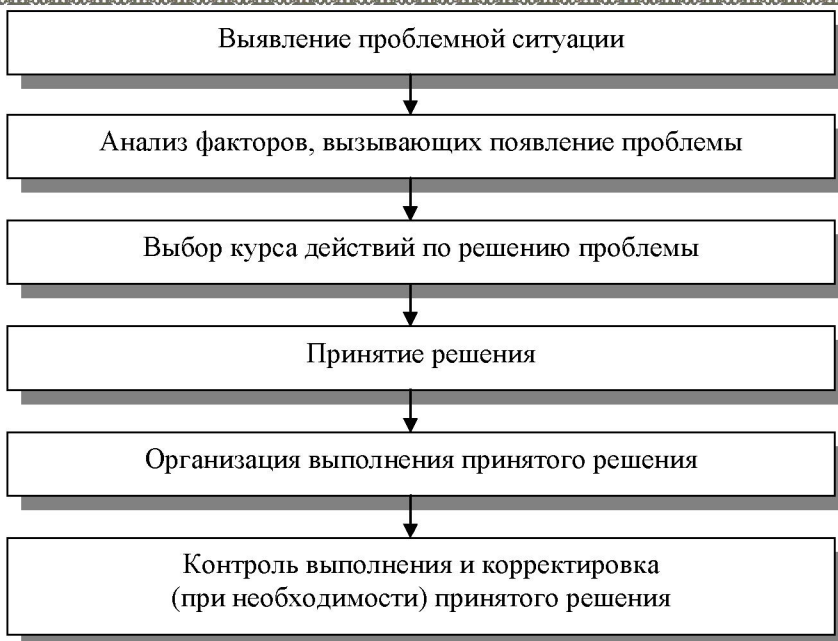 Выявление проблемной ситуации
Анализ факторов, вызывающих появление проблемы
Выбор курса действий по решению проблемы
Принятие решения
Организация выполнения принятого решения
Контроль выполнения и корректировка
(при необходимости) принятого решения